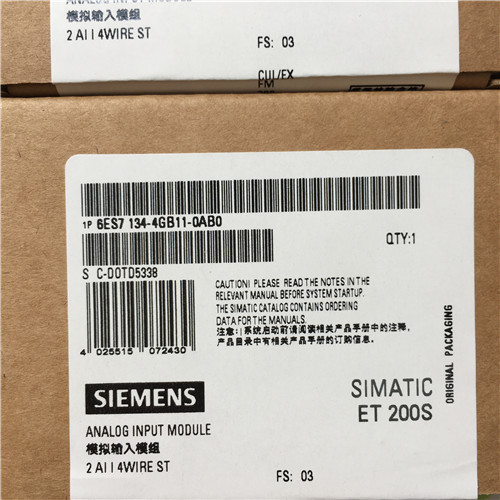 模拟输入模组
2 AI I 4WIRE ST
FS: 03
CUL/EX
FM
1P 6ES7 134-4GB11-0AB0
QTY:1
S C-D0TD5338
CAUTION! PLEASE READ THE NOTES IN THE
RELEVANT MANUAL BEFORE SYSTEM STARTUP.
THE SIMATIC CATALOG CONTAINS ORDERING
DATA FOR THE MANUALS.
注意: 系统启动前请阅读相关产品手册中的注释,
产品目录中有相关产品手册的订购信息。
4 025515 072430
ORIGINAL PACKAGING
SIEMENS
SIMATIC
ET 200S
ANALOG INPUT MODULE
模拟输入模组
2 AI I 4WIRE ST
FS: 03